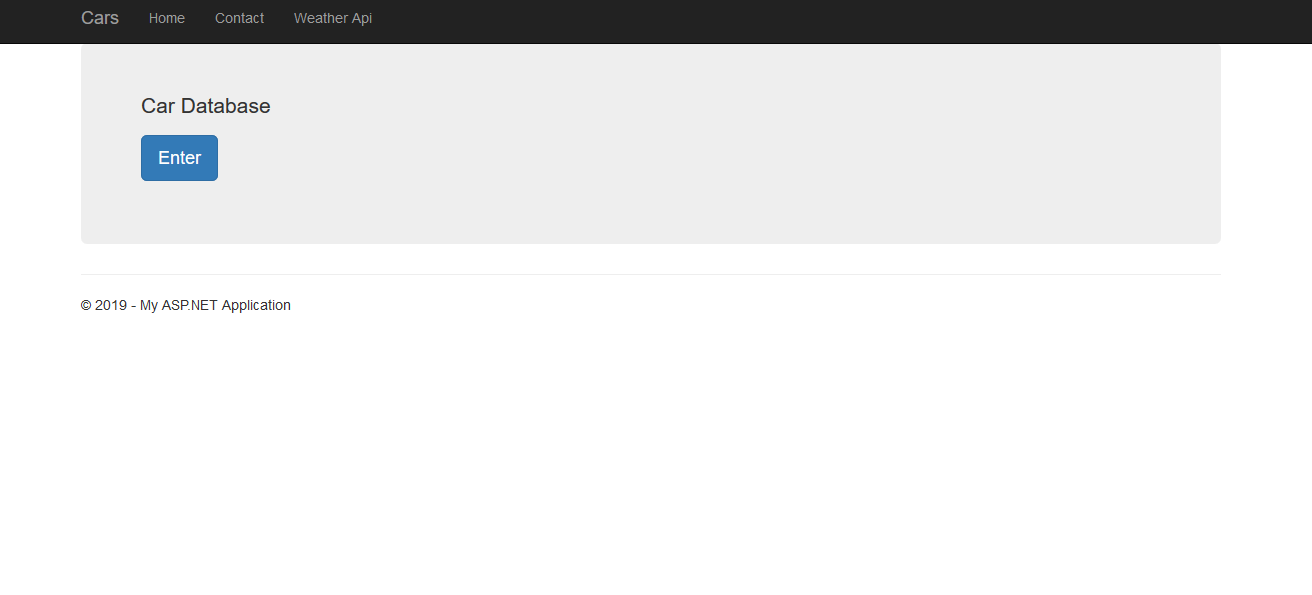 Cars Home Contact Weather Api
Car Database
Enter
© 2019 - My ASP.NET Application